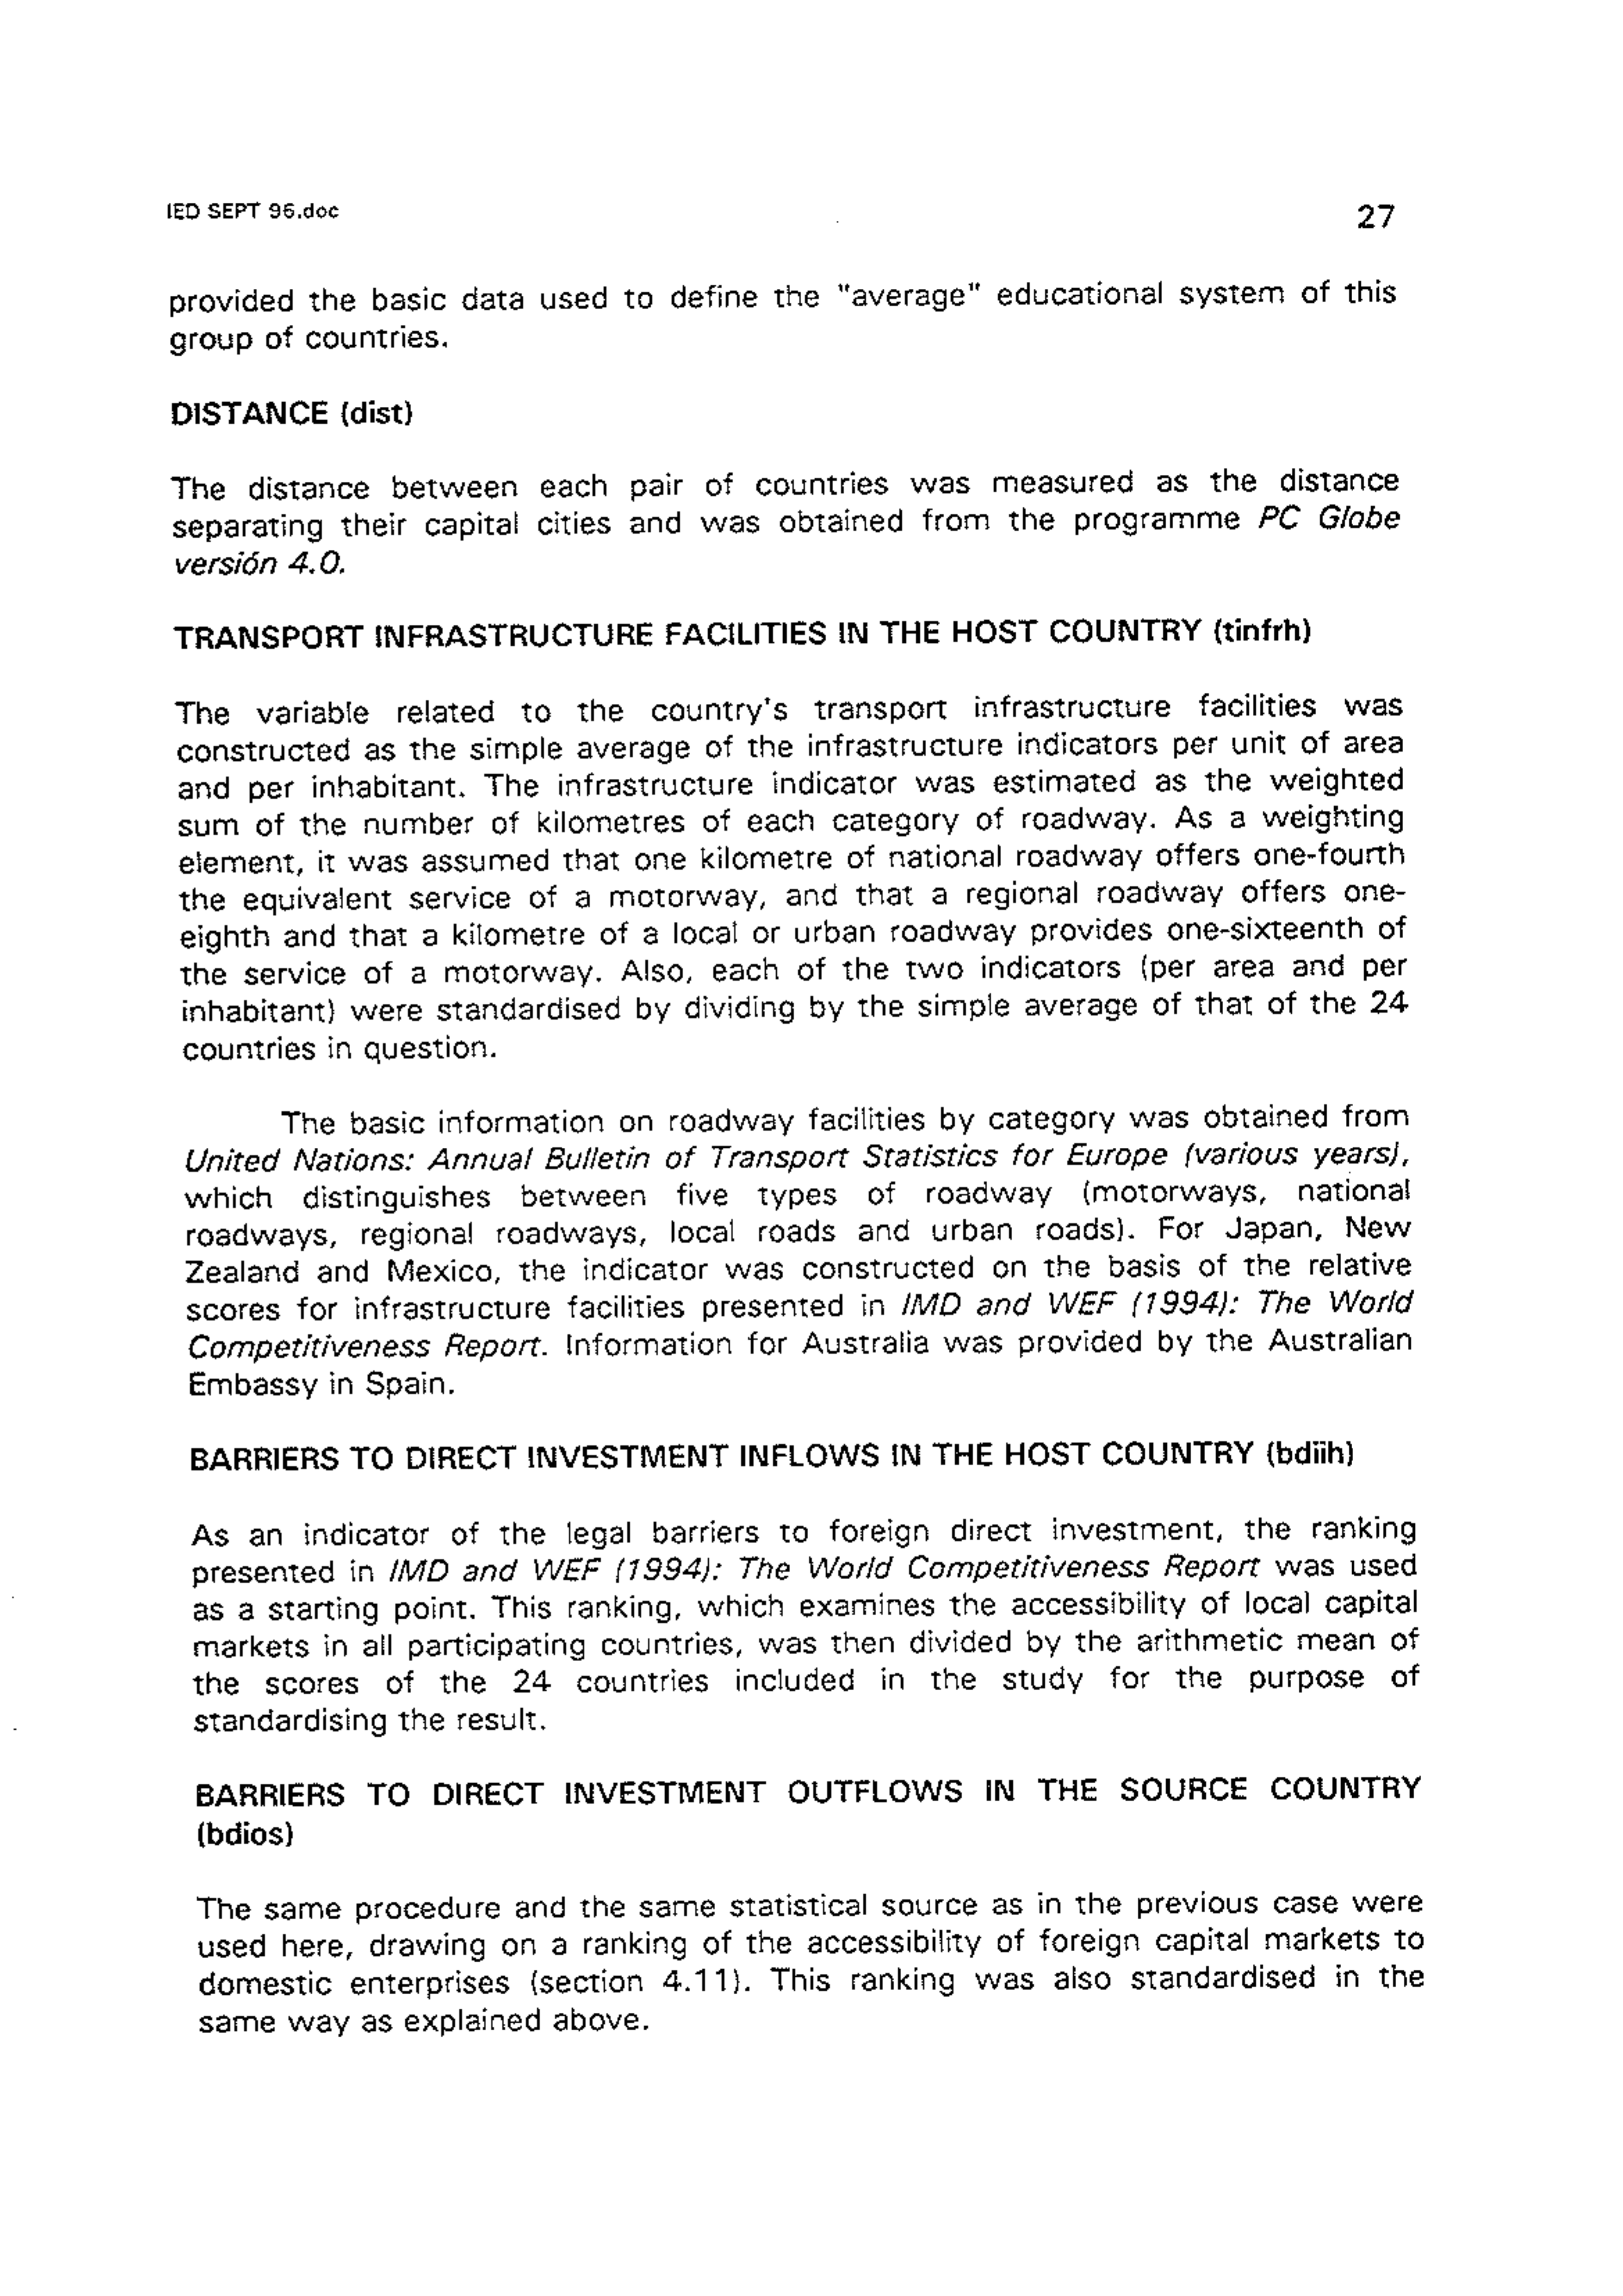 IED SEPT 96.doc
27
provided the basic data used to define the "average" educational system of this
group of countries.
DISTANCE (dist)
The distance between each pair of countries was measured as the distance
separating their capital cities and was obtained from the programme PC Globe
versión 4.0.
TRANSPORT INFRASTRUCTURE FACILITIES IN THE HOST COUNTRY (tinfrh)
The variable related to the country's transport infrastructure facilities was
constructed as the simple average of the infrastructure indicators per unit of area
and per inhabitant. The infrastructure indicator was estimated as the weighted
sum of the number of kilometres of each category of roadway. As a weighting
element, it was assumed that one kilometre of national roadway offers one-fourth
the equivalent service of a motorway, and that a regional roadway offers one-
eighth and that a kilometre of a local or urban roadway provides one-sixteenth of
the service of a motorway. Also, each of the two indicators (per area and per
inhabitant) were standardised by dividing by the simple average of that of the 24
countries in question.
The basic information on roadway facilities by category was obtained from
United Nations: Annual Bulletin of Transport Statistics for Europe (various years),
which distinguishes between five types of roadway (motorways, national
roadways, regional roadways, local roads and urban roads). For Japan, New
Zealand and Mexico, the indicator was constructed on the basis of the relative
scores for infrastructure facilities presented in IMD and WEF (1994): The World
Competitiveness Report. Information for Australia was provided by the Australian
Embassy in Spain.
BARRIERS TO DIRECT INVESTMENT INFLOWS IN THE HOST COUNTRY (bdiih)
As an indicator of the legal barriers to foreign direct investment, the ranking
presented in IMD and WEF (1994): The World Competitiveness Report was used
as a starting point. This ranking, which examines the accessibility of local capital
markets in all participating countries, was then divided by the arithmetic mean of
the scores of the 24 countries included in the study for the purpose of
standardising the result.
BARRIERS TO DIRECT INVESTMENT OUTFLOWS IN THE SOURCE COUNTRY
(bdios)
The same procedure and the same statistical source as in the previous case were
used here, drawing on a ranking of the accessibility of foreign capital markets to
domestic enterprises (section 4.11). This ranking was also standardised in the
same way as explained above.